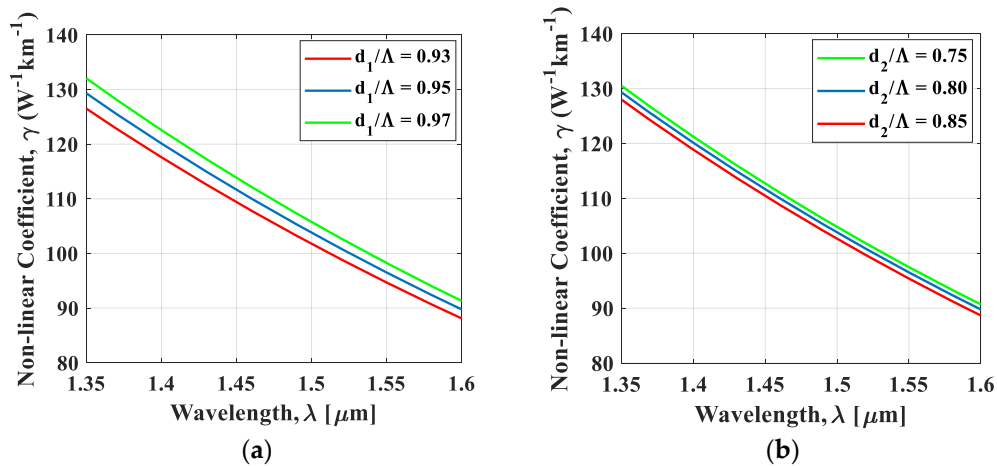 Non-linear Coefficient, γ (W⁻¹km⁻¹)
140
130
120
110
100
90
80
d₁/Λ = 0.93
d₁/Λ = 0.95
d₁/Λ = 0.97
1.35 1.4 1.45 1.5 1.55 1.6
Wavelength, λ [μm]
(a)
Non-linear Coefficient, γ (W⁻¹km⁻¹)
140
130
120
110
100
90
80
d₂/Λ = 0.75
d₂/Λ = 0.80
d₂/Λ = 0.85
1.35 1.4 1.45 1.5 1.55 1.6
Wavelength, λ [μm]
(b)